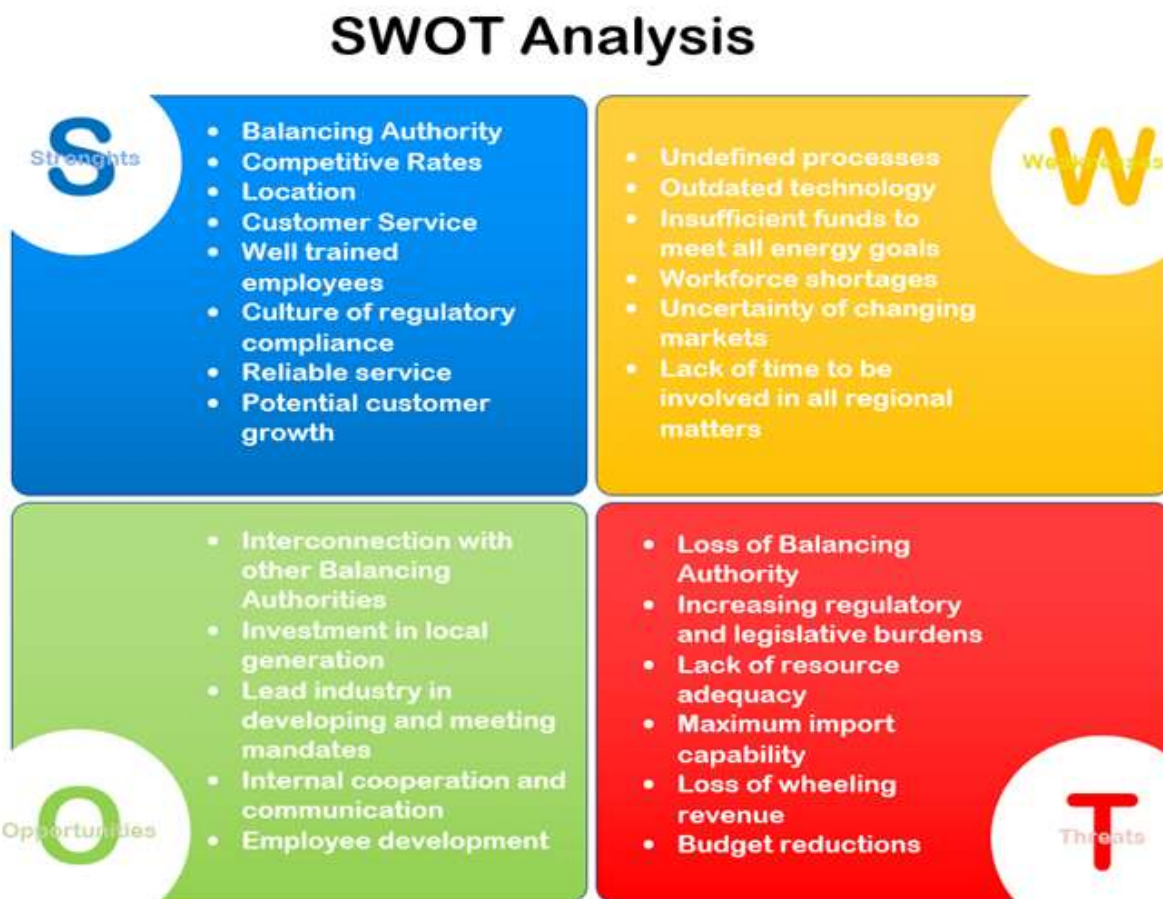 SWOT Analysis
S
Stronghts
• Balancing Authority
• Competitive Rates
• Location
• Customer Service
• Well trained
employees
• Culture of regulatory
compliance
• Reliable service
• Potential customer
growth
W
Weaknesses
• Undefined processes
• Outdated technology
• Insufficient funds to
meet all energy goals
• Workforce shortages
• Uncertainty of changing
markets
• Lack of time to be
involved in all regional
matters
O
Opportunities
• Interconnection with
other Balancing
Authorities
• Investment in local
generation
• Lead industry in
developing and meeting
mandates
• Internal cooperation and
communication
• Employee development
T
Threats
• Loss of Balancing
Authority
• Increasing regulatory
and legislative burdens
• Lack of resource
adequacy
• Maximum import
capability
• Loss of wheeling
revenue
• Budget reductions